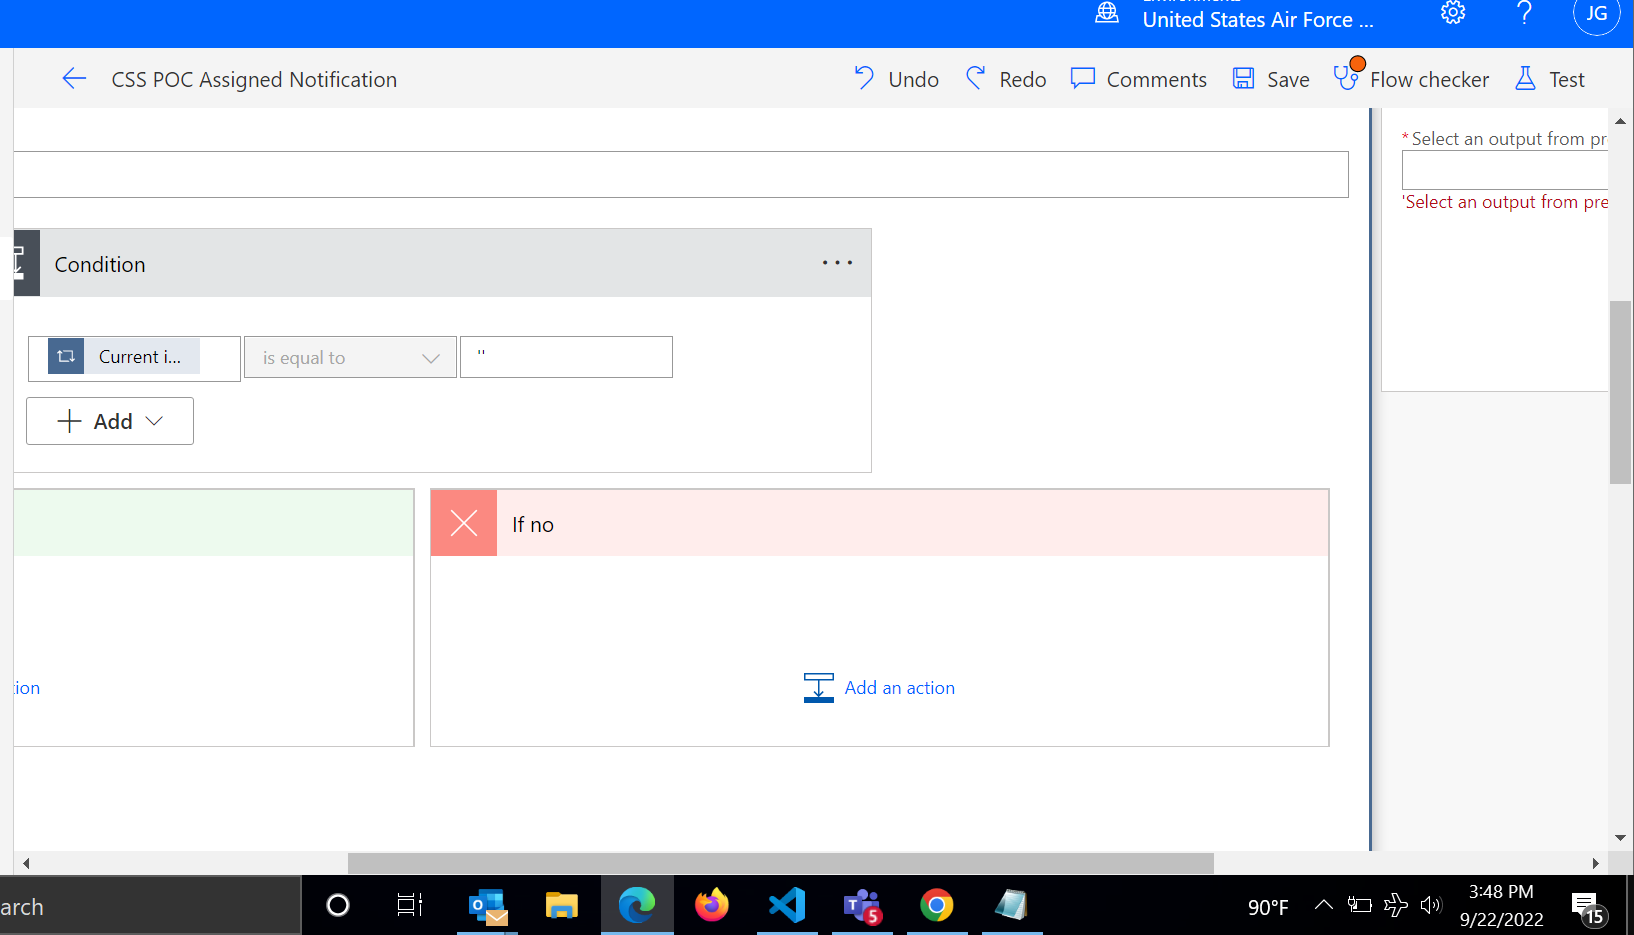 United States Air Force ...
JG
CSS POC Assigned Notification
Undo
Redo
Comments
Save
Flow checker
Test
* Select an output from pr
'Select an output from pre
Condition
...
Current i...
is equal to
''
Add
If no
ion
Add an action
arch
5
90°F
3:48 PM
9/22/2022
15